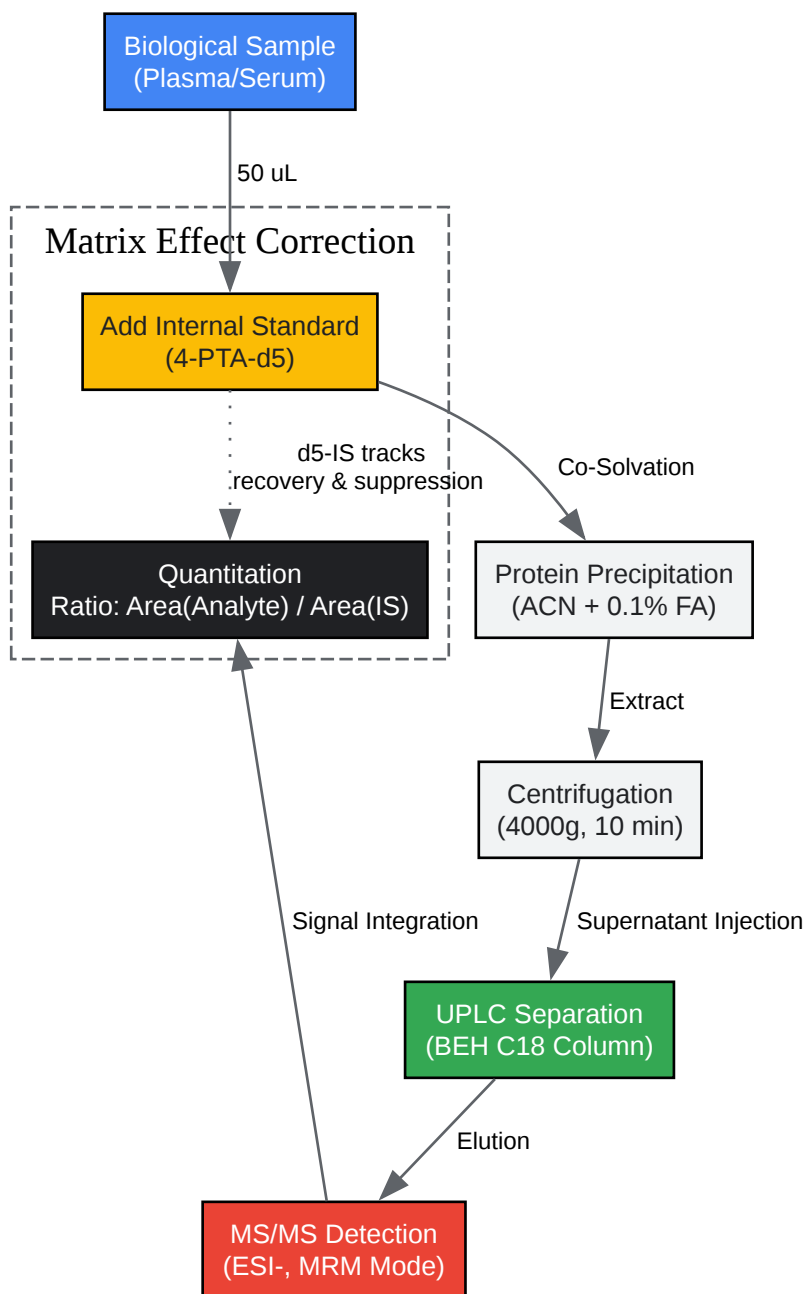 Biological Sample
(Plasma/Serum)
50 uL
Matrix Effect Correction
Add Internal Standard
(4-PTA-d5)
d5-IS tracks
recovery & suppression
Co-Solvation
Quantitation
Ratio: Area(Analyte) / Area(IS)
Protein Precipitation
(ACN + 0.1% FA)
Extract
Centrifugation
(4000g, 10 min)
Signal Integration
Supernatant Injection
UPLC Separation
(BEH C18 Column)
Elution
MS/MS Detection
(ESI-, MRM Mode)